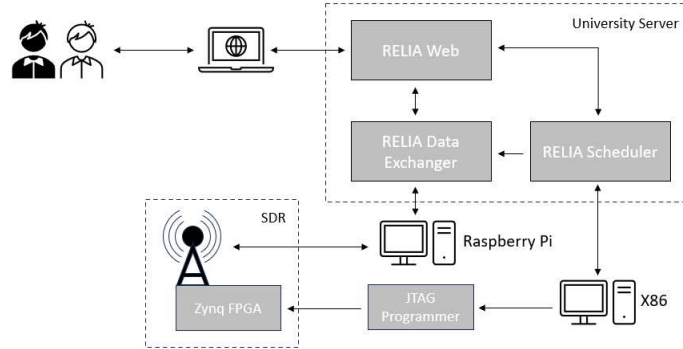 University Server
RELIA Web
RELIA Data
Exchanger
RELIA Scheduler
SDR
Raspberry Pi
Zynq FPGA
JTAG
Programmer
X86